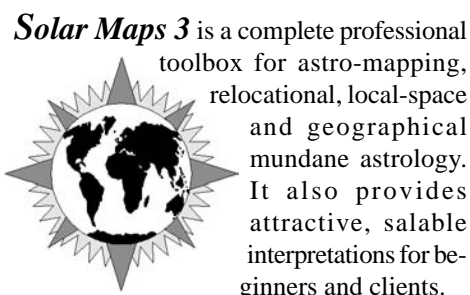 Solar Maps 3 is a complete professional
toolbox for astro-mapping,
relocational, local-space
and geographical
mundane astrology.
It also provides
attractive, salable
interpretations for be-
ginners and clients.